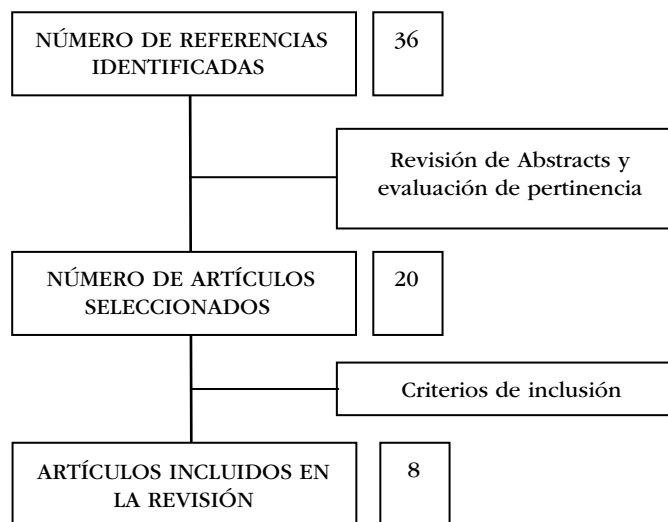 NÚMERO DE REFERENCIAS
IDENTIFICADAS
36
Revisión de Abstracts y
evaluación de pertinencia
NÚMERO DE ARTÍCULOS
SELECCIONADOS
20
Criterios de inclusión
ARTÍCULOS INCLUIDOS EN
LA REVISIÓN
8